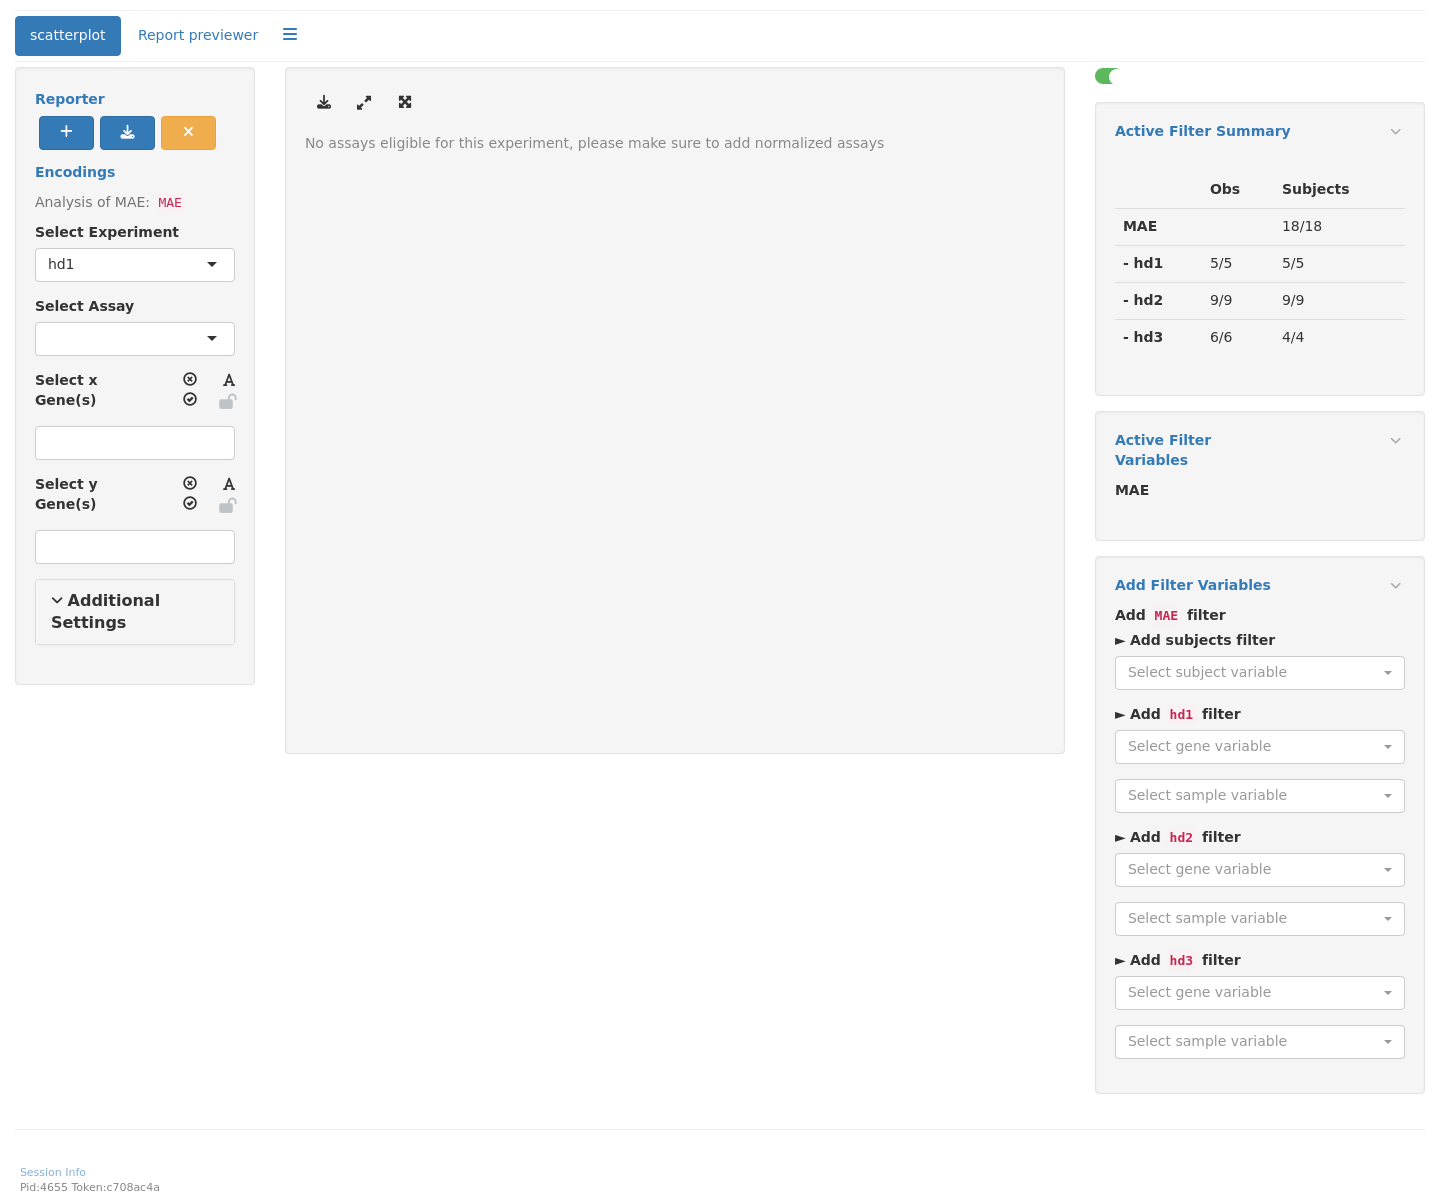 scatterplot Report previewer
Reporter
Encodings
Analysis of MAE: MAE
Select Experiment
hd1
Select Assay
Select x
Gene(s)
Select y
Gene(s)
Additional
Settings
No assays eligible for this experiment, please make sure to add normalized assays
Active Filter Summary
Obs Subjects
MAE 18/18
- hd1 5/5 5/5
- hd2 9/9 9/9
- hd3 6/6 4/4
Active Filter
Variables
MAE
Add Filter Variables
Add MAE filter
► Add subjects filter
Select subject variable
► Add hd1 filter
Select gene variable
Select sample variable
► Add hd2 filter
Select gene variable
Select sample variable
► Add hd3 filter
Select gene variable
Select sample variable
Session Info
Pid:4655 Token:c708ac4a